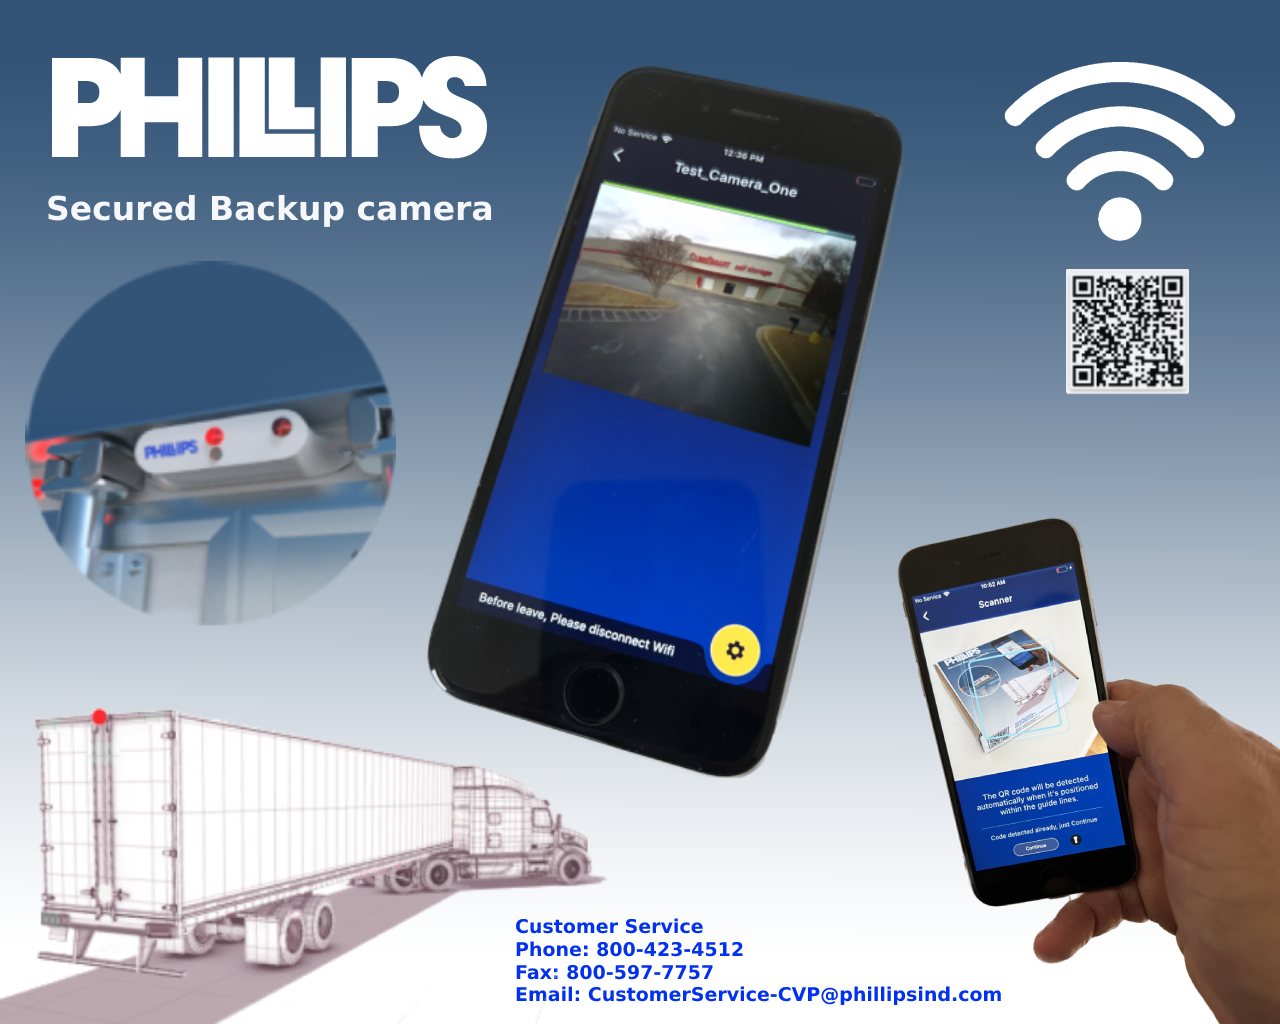 PHILLIPS
Secured Backup camera
PHILLIPS
No Service
12:36 PM
Test_Camera_One
self storage
Before leave, Please disconnect Wifi
No Service
10:52 AM
Scanner
PHILLIPS
The QR code will be detected
automatically when it's positioned
within the guide lines.
Code detected already, just Continue
Continue
Customer Service
Phone: 800-423-4512
Fax: 800-597-7757
Email: CustomerService-CVP@phillipsind.com